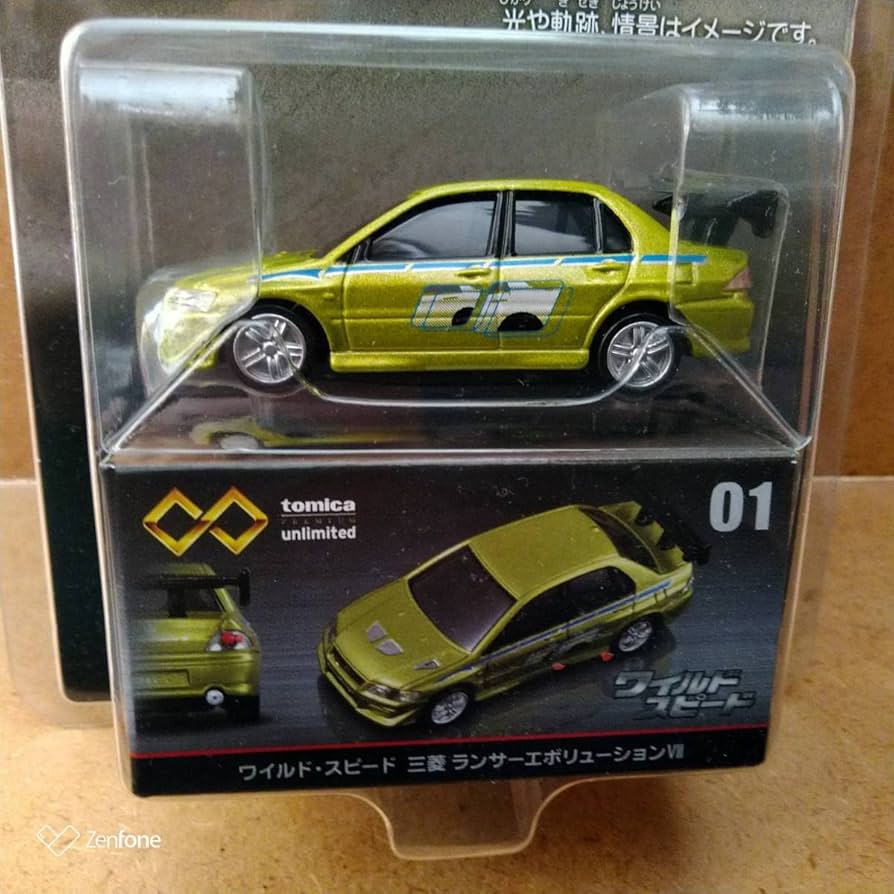 光や軌跡、情景はイメージです。
01
tomica
PREMIUM
unlimited
ワイルド
スピード
ワイルド・スピード 三菱 ランサーエボリューションⅦ
Zenfone